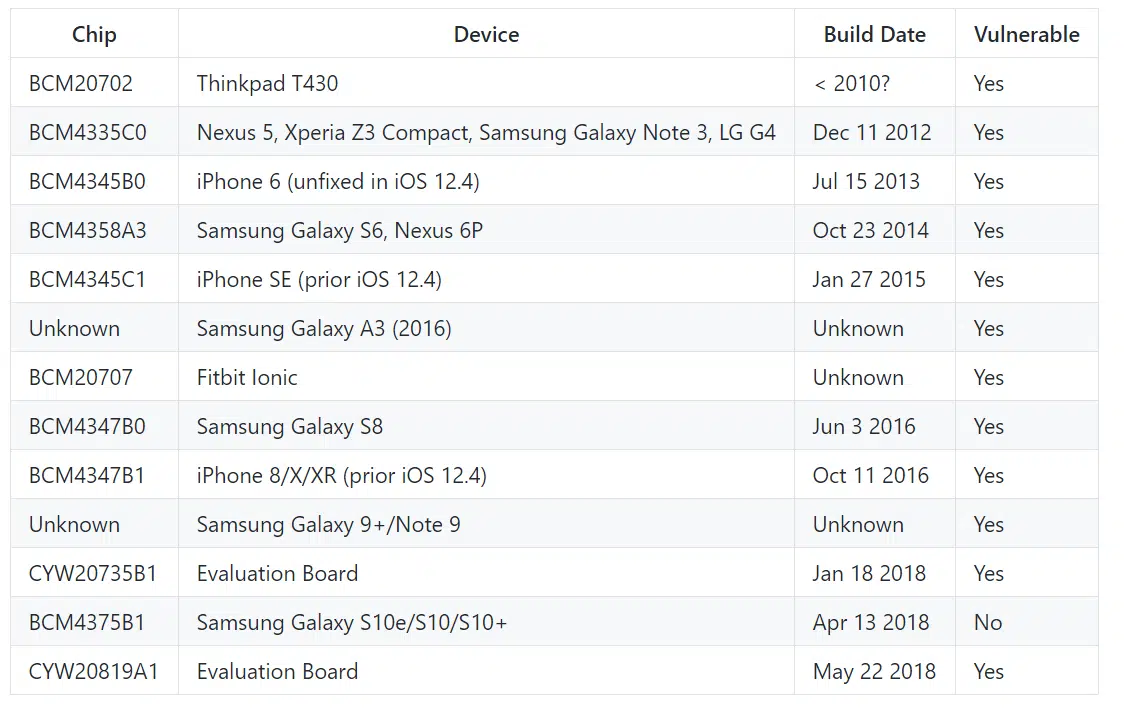 Chip Device Build Date Vulnerable
BCM20702 Thinkpad T430 < 2010? Yes
BCM4335C0 Nexus 5, Xperia Z3 Compact, Samsung Galaxy Note 3, LG G4 Dec 11 2012 Yes
BCM4345B0 iPhone 6 (unfixed in iOS 12.4) Jul 15 2013 Yes
BCM4358A3 Samsung Galaxy S6, Nexus 6P Oct 23 2014 Yes
BCM4345C1 iPhone SE (prior iOS 12.4) Jan 27 2015 Yes
Unknown Samsung Galaxy A3 (2016) Unknown Yes
BCM20707 Fitbit Ionic Unknown Yes
BCM4347B0 Samsung Galaxy S8 Jun 3 2016 Yes
BCM4347B1 iPhone 8/X/XR (prior iOS 12.4) Oct 11 2016 Yes
Unknown Samsung Galaxy 9+/Note 9 Unknown Yes
CYW20735B1 Evaluation Board Jan 18 2018 Yes
BCM4375B1 Samsung Galaxy S10e/S10/S10+ Apr 13 2018 No
CYW20819A1 Evaluation Board May 22 2018 Yes